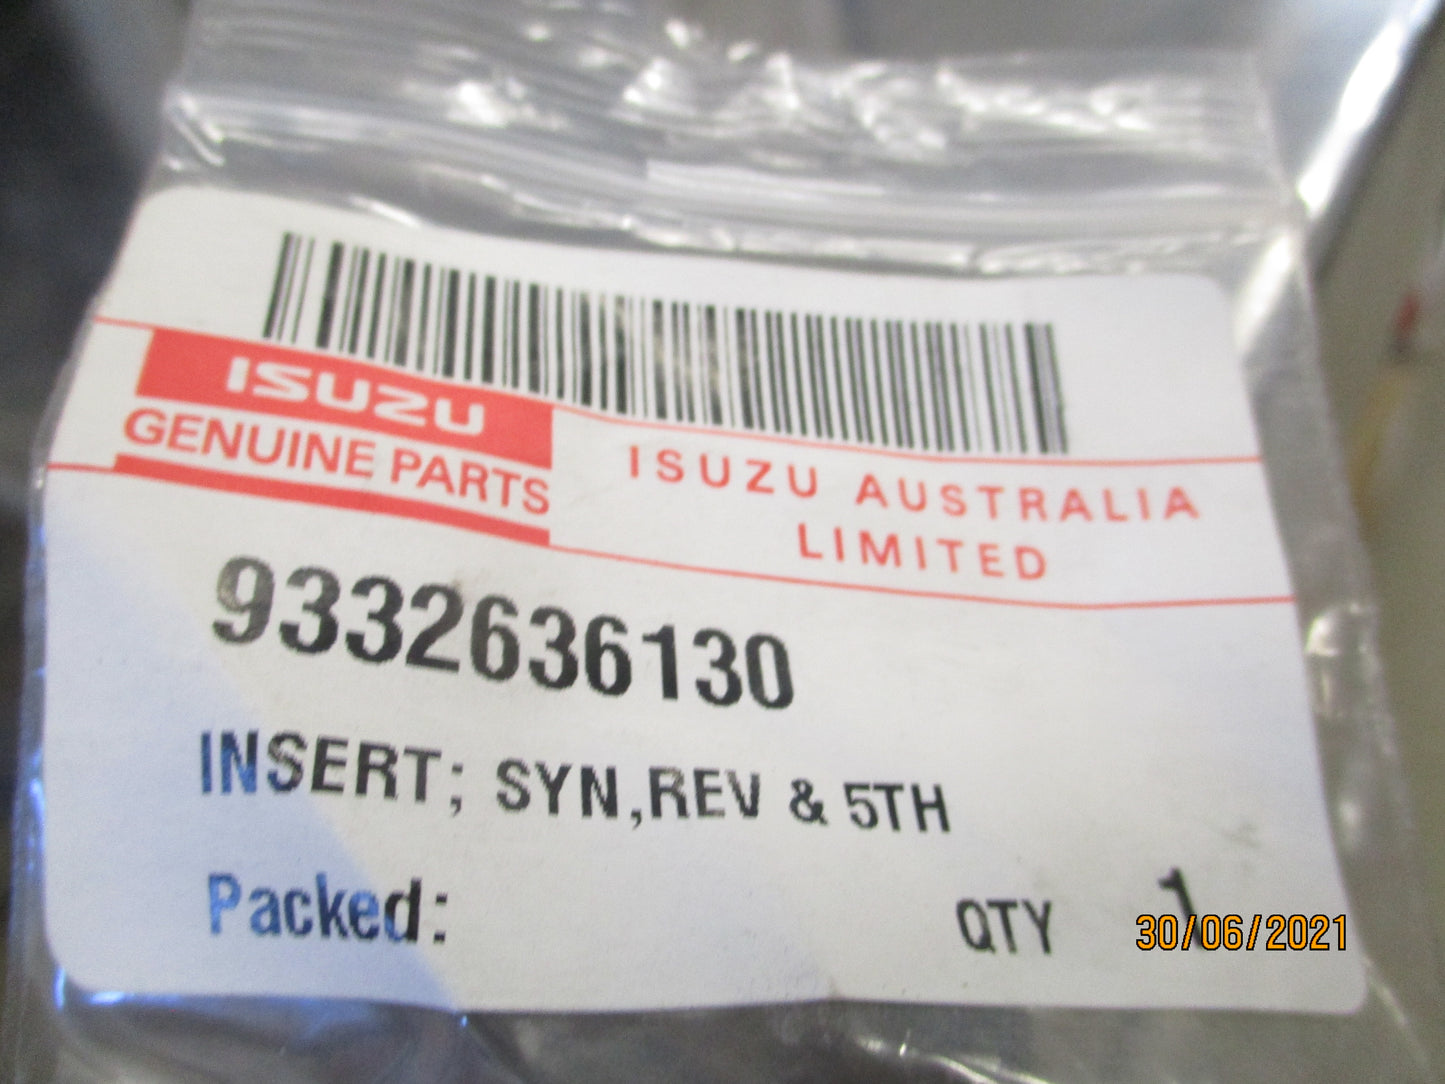 ISUZU
GENUINE PARTS
ISUZU AUSTRALIA
LIMITED
9332636130
INSERT; SYN,REV & 5TH
Packed:
QTY 1
30/06/2021